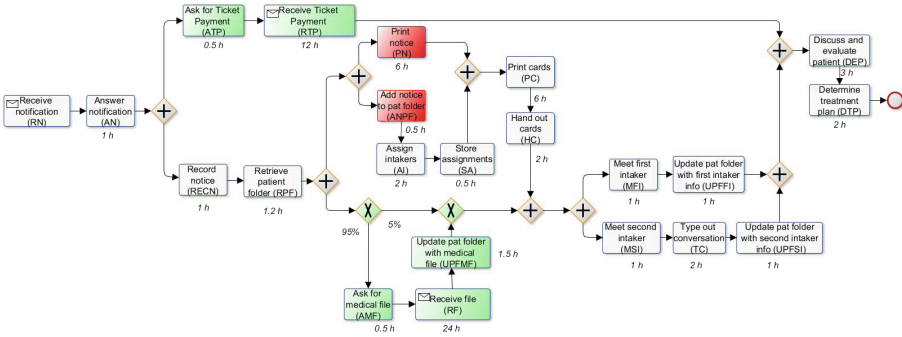 Ask for Ticket
Payment
(ATP)
0.5 h
Receive Ticket
Payment
(RTP)
12 h
Receive
notification
(RN)
Answer
notification
(AN)
1 h
Record
notice
(RECN)
1 h
Retrieve
patient
folder (RPF)
1.2 h
Print
notice
(PN)
6 h
Add notice
to pat folder
(ANPF)
0.5 h
Assign
intakers
(AI)
2 h
Store
assignments
(SA)
0.5 h
Print cards
(PC)
6 h
Hand out
cards
(HC)
2 h
X
X
95%
5%
Ask for
medical file
(AMF)
0.5 h
Receive file
(RF)
24 h
Update pat folder
with medical
file (UPFMF)
1.5 h
Meet first
intaker
(MFI)
1 h
Update pat folder
with first intaker
info (UPFFI)
1 h
Meet second
intaker
(MSI)
1 h
Type out
conversation
(TC)
2 h
Update pat folder
with second intaker
info (UPFSI)
1 h
Discuss and
evaluate
patient (DEP)
3 h
Determine
treatment
plan (DTP)
2 h